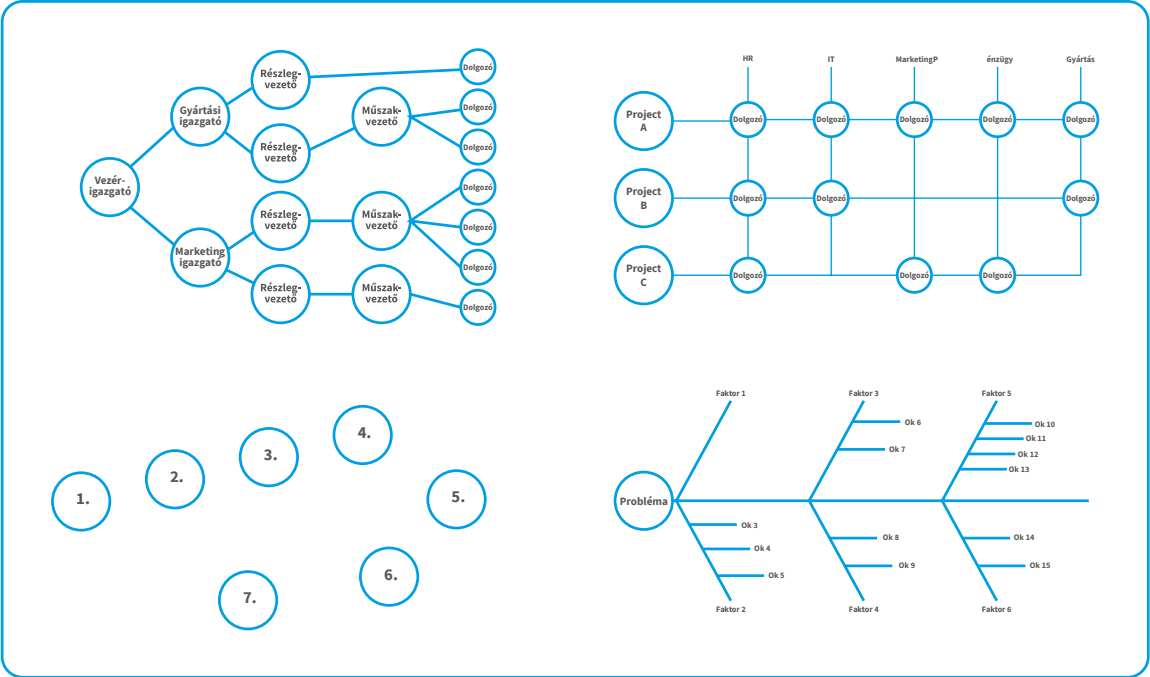 Vezér-
igazgató
Gyártási
igazgató
Marketing
igazgató
Részleg-
vezető
Részleg-
vezető
Részleg-
vezető
Részleg-
vezető
Műszak-
vezető
Műszak-
vezető
Műszak-
vezető
Dolgozó
Dolgozó
Dolgozó
Dolgozó
Dolgozó
Dolgozó
Dolgozó
HR IT MarketingP énzügy Gyártás
Project
A
Dolgozó Dolgozó Dolgozó Dolgozó Dolgozó
Project
B
Dolgozó Dolgozó Dolgozó
Project
C
Dolgozó Dolgozó Dolgozó
1.
2.
3.
4.
5.
6.
7.
Probléma
Faktor 1
Faktor 3
Ok 6
Ok 7
Faktor 5
Ok 10
Ok 11
Ok 12
Ok 13
Ok 3
Ok 4
Ok 5
Faktor 2
Ok 8
Ok 9
Faktor 4
Ok 14
Ok 15
Faktor 6